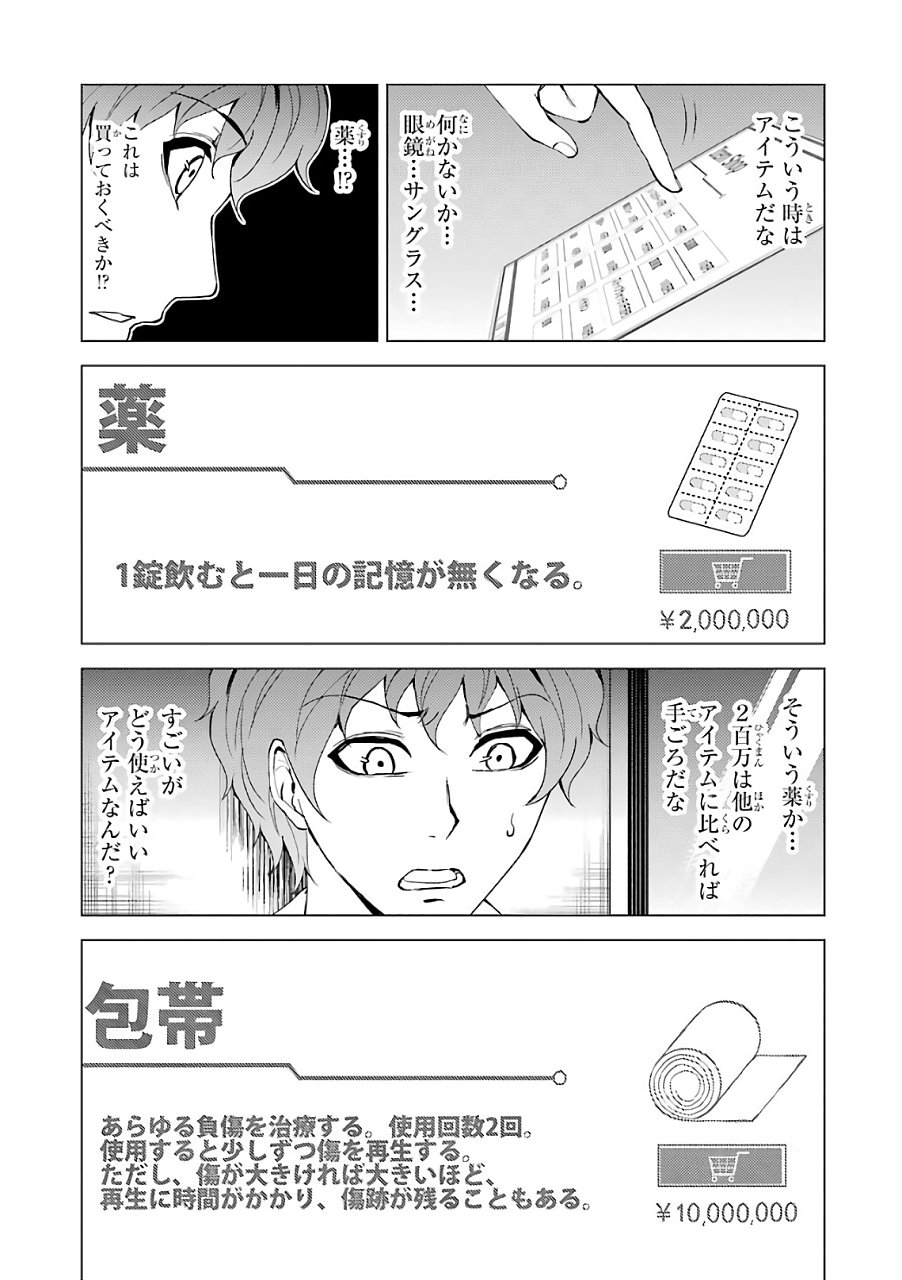 こういう時は
アイテムだな
何かないか…
眼鏡…サングラス…
薬…!?
これは
買っておくべきか!?
薬
1錠飲むと一日の記憶が無くなる。
￥2,000,000
そういう薬か…
２百万は他の
アイテムに比べれば
手ごろだな
すごいが
どう使えばいい
アイテムなんだ？
包帯
あらゆる負傷を治療する。使用回数2回。
使用すると少しずつ傷を再生する。
ただし、傷が大きければ大きいほど、
再生に時間がかかり、傷跡が残ることもある。
￥10,000,000